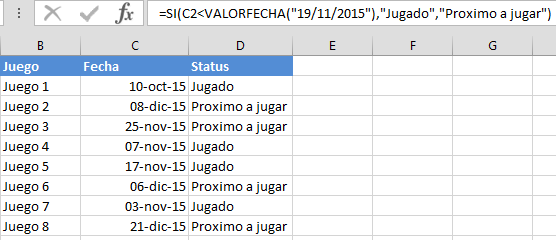 =SI(C2<VALORFECHA("19/11/2015"),"Jugado","Proximo a jugar")
B C D E F G
Juego Fecha Status
Juego 1 10-oct-15 Jugado
Juego 2 08-dic-15 Proximo a jugar
Juego 3 25-nov-15 Proximo a jugar
Juego 4 07-nov-15 Jugado
Juego 5 17-nov-15 Jugado
Juego 6 06-dic-15 Proximo a jugar
Juego 7 03-nov-15 Jugado
Juego 8 21-dic-15 Proximo a jugar